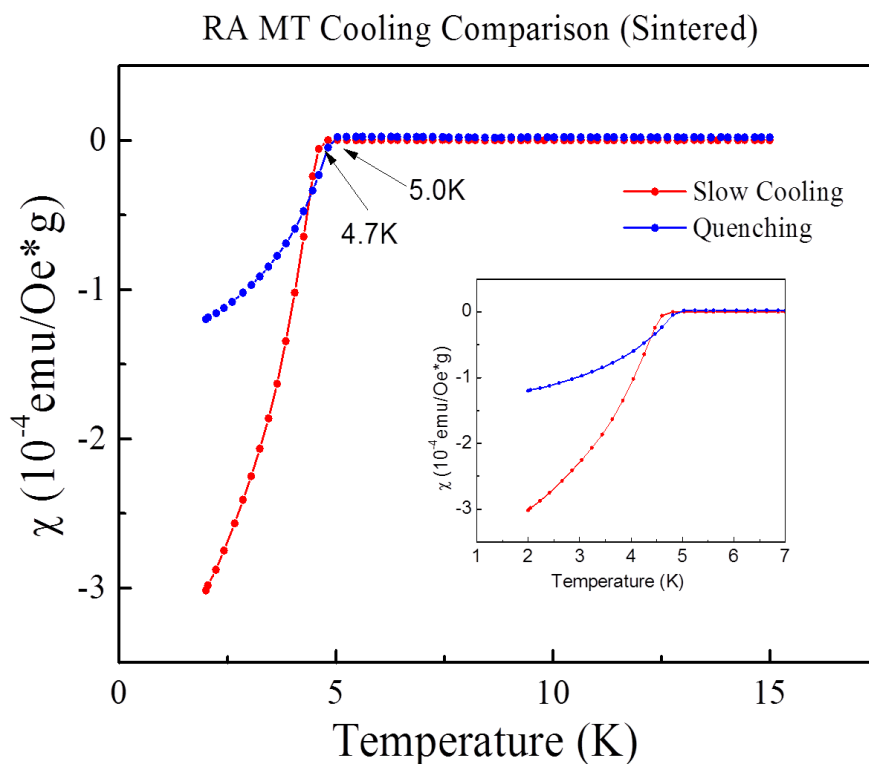 RA MT Cooling Comparison (Sintered)
0
-1
-2
-3
χ (10⁻⁴emu/Oe*g)
5.0K
4.7K
Slow Cooling
Quenching
0
-1
-2
-3
χ (10⁻⁴emu/Oe*g)
1 2 3 4 5 6 7
Temperature (K)
0 5 10 15
Temperature (K)